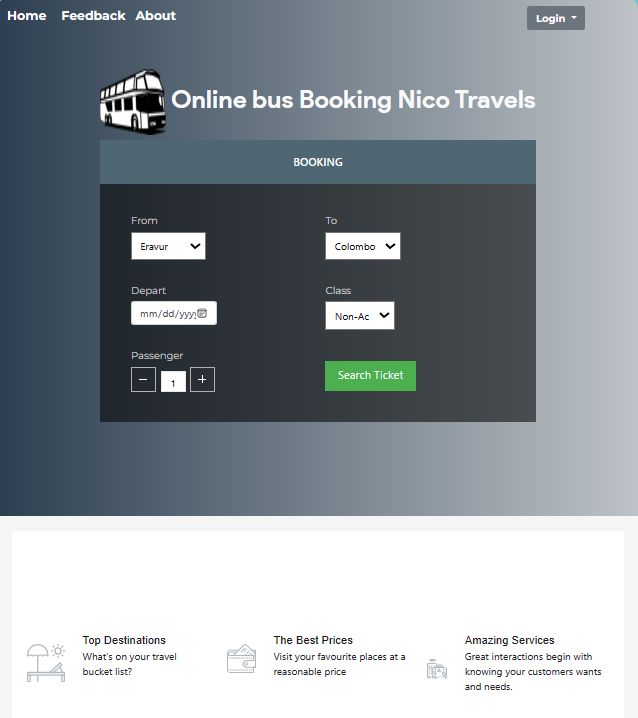 Home Feedback About Login
Online bus Booking Nico Travels
BOOKING
From To
Eravur Colombo
Depart Class
mm/dd/yyyy Non-Ac
Passenger
1 Search Ticket
Top Destinations
What's on your travel
bucket list?
The Best Prices
Visit your favourite places at a
reasonable price
Amazing Services
Great interactions begin with
knowing your customers wants
and needs.